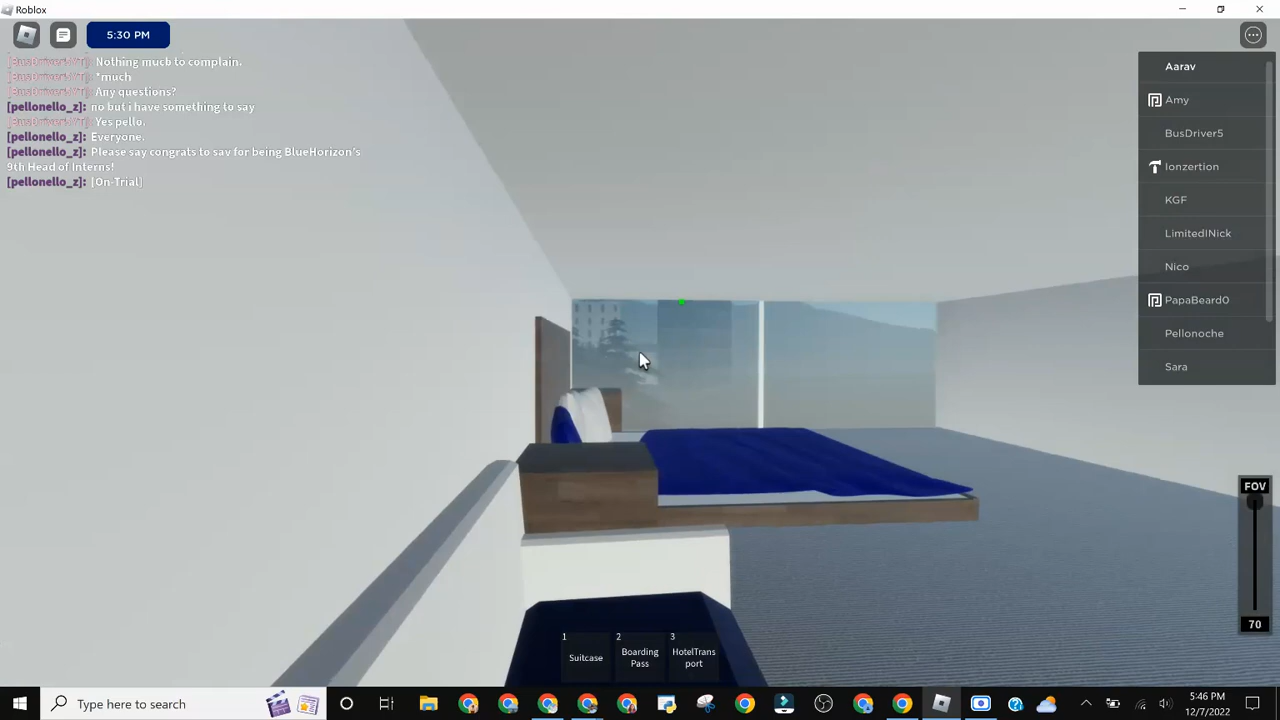 Roblox
5:30 PM
Nothing mucb to complain.
*much
Any questions?
[pellonello_z]: no but i have something to say
Yes pello.
[pellonello_z]: Everyone.
[pellonello_z]: Please say congrats to say for being BlueHorizon's
9th Head of Interns!
[pellonello_z]: [On-Trial]
Aarav
Amy
BusDriver5
Ionzertion
KGF
LimitedINick
Nico
PapaBeard0
Pellonoche
Sara
FOV
70
1
Suitcase
2
Boarding
Pass
3
HotelTrans
port
Type here to search
5:46 PM
12/7/2022